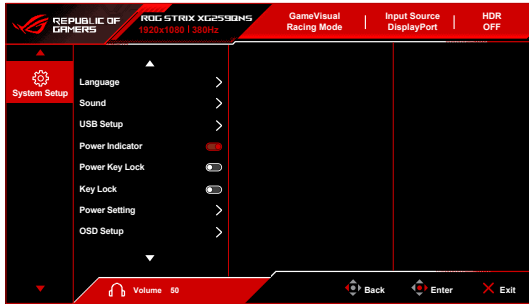 REPUBLIC OF
GAMERS
ROG STRIX XG259QNS
1920x1080 | 380Hz
GameVisual
Racing Mode
Input Source
DisplayPort
HDR
OFF
System Setup
Language
Sound
USB Setup
Power Indicator
Power Key Lock
Key Lock
Power Setting
OSD Setup
Volume 50
Back
Enter
Exit